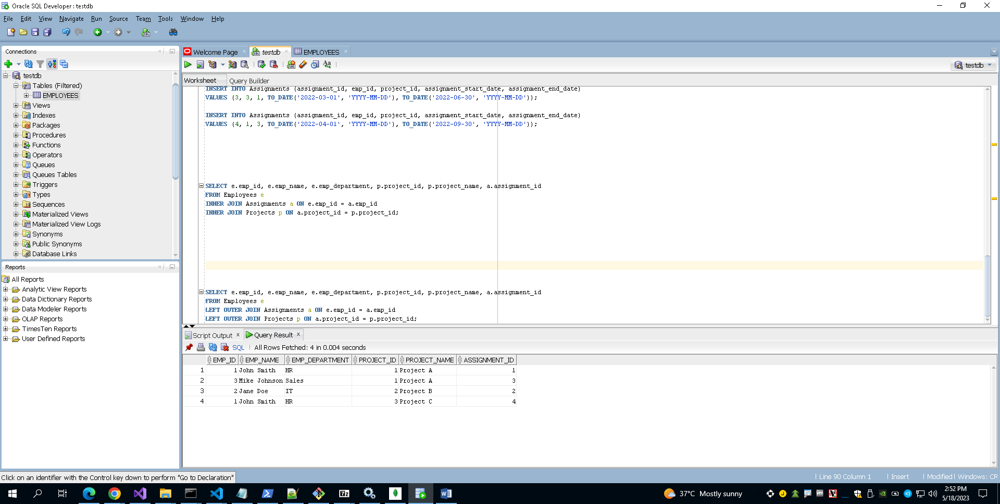 Oracle SQL Developer : testdb
File Edit View Navigate Run Source Team Tools Window Help
Connections
testdb
Tables (Filtered)
EMPLOYEES
Views
Indexes
Packages
Procedures
Functions
Operators
Queues
Queues Tables
Triggers
Types
Sequences
Materialized Views
Materialized View Logs
Synonyms
Public Synonyms
Database Links
Reports
All Reports
Analytic View Reports
Data Dictionary Reports
Data Modeler Reports
OLAP Reports
TimesTen Reports
User Defined Reports
Welcome Page testdb EMPLOYEES
testdb
Worksheet Query Builder
INSERT INTO Assignments (assignment_id, emp_id, project_id, assignment_start_date, assignment_end_date)
VALUES (3, 3, 1, TO_DATE('2022-03-01', 'YYYY-MM-DD'), TO_DATE('2022-06-30', 'YYYY-MM-DD'));
INSERT INTO Assignments (assignment_id, emp_id, project_id, assignment_start_date, assignment_end_date)
VALUES (4, 1, 3, TO_DATE('2022-04-01', 'YYYY-MM-DD'), TO_DATE('2022-09-30', 'YYYY-MM-DD'));
SELECT e.emp_id, e.emp_name, e.emp_department, p.project_id, p.project_name, a.assignment_id
FROM Employees e
INNER JOIN Assignments a ON e.emp_id = a.emp_id
INNER JOIN Projects p ON a.project_id = p.project_id;
SELECT e.emp_id, e.emp_name, e.emp_department, p.project_id, p.project_name, a.assignment_id
FROM Employees e
LEFT OUTER JOIN Assignments a ON e.emp_id = a.emp_id
LEFT OUTER JOIN Projects p ON a.project_id = p.project_id;
Script Output Query Result
SQL All Rows Fetched: 4 in 0.004 seconds
EMP_ID EMP_NAME EMP_DEPARTMENT PROJECT_ID PROJECT_NAME ASSIGNMENT_ID
1 1 John Smith HR 1 Project A 1
2 3 Mike Johnson Sales 1 Project A 3
3 2 Jane Doe IT 2 Project B 2
4 1 John Smith HR 3 Project C 4
Click on an identifier with the Control key down to perform "Go to Declaration"
Line 90 Column 1 Insert Modified Windows: CR
37°C Mostly sunny
2:52 PM
5/18/2023